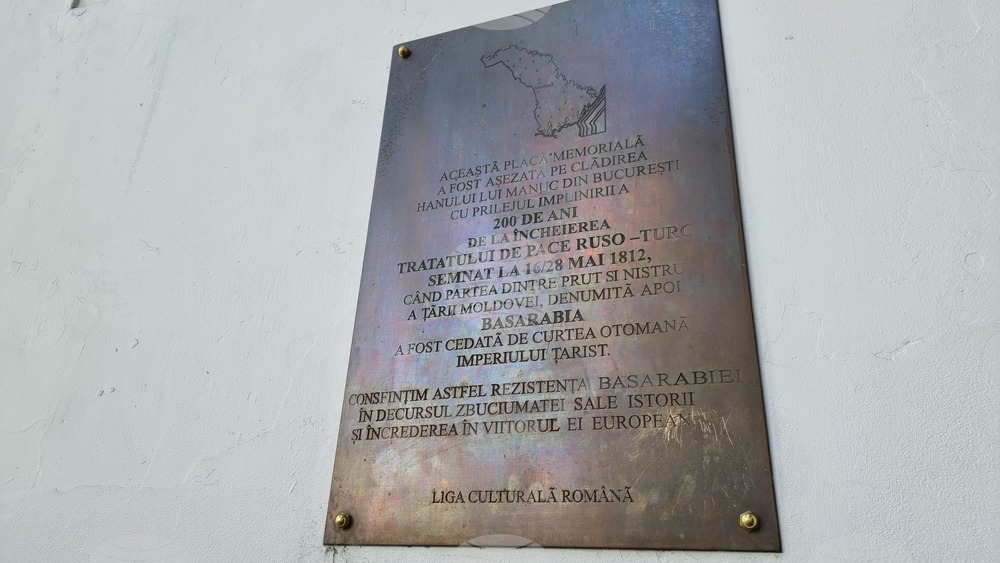 ACEASTĂ PLACĂ MEMORIALĂ
A FOST AȘEZATĂ PE CLĂDIREA
HANULUI LUI MANUC DIN BUCUREȘTI
CU PRILEJUL ÎMPLINIRII A
200 DE ANI
DE LA ÎNCHEIEREA
TRATATULUI DE PACE RUSO –TURC
SEMNAT LA 16/28 MAI 1812,
CÂND PARTEA DINTRE PRUT SI NISTRU
A ȚĂRII MOLDOVEI, DENUMITĂ APOI
BASARABIA
A FOST CEDATĂ DE CURTEA OTOMANĂ
IMPERIULUI ȚARIST.
CONSFINȚIM ASTFEL REZISTENȚA BASARABIEI
ÎN DECURSUL ZBUCIUMATEI SALE ISTORII
ȘI ÎNCREDEREA ÎN VIITORUL EI EUROPEAN
LIGA CULTURALĂ ROMÂNĂ